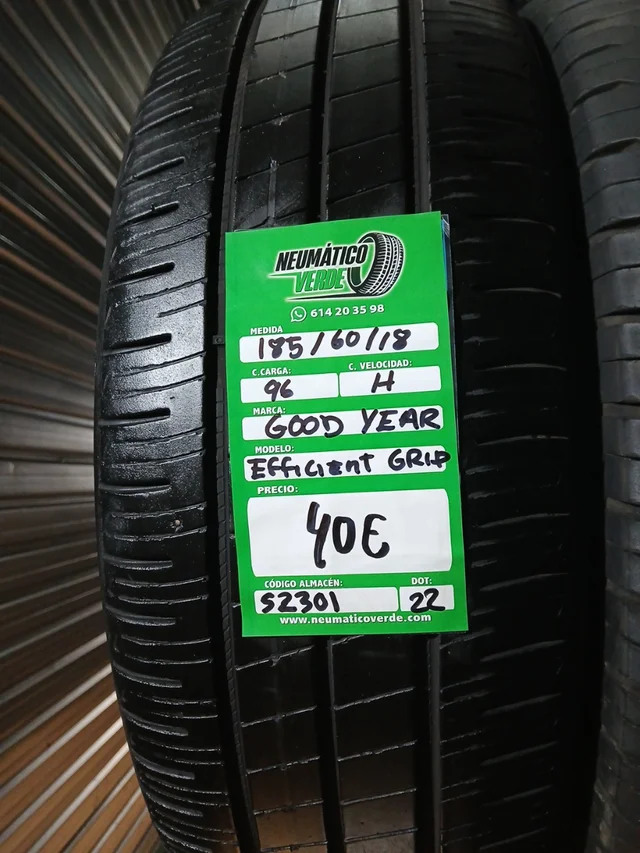 NEUMÁTICO
VERDE
614 20 35 98
MEDIDA
185/60/18
C.CARGA: C. VELOCIDAD:
96 H
MARCA:
GOOD YEAR
MODELO:
Efficient GRip
PRECIO:
40€
CÓDIGO ALMACÉN: DOT:
S2301 22
www.neumaticoverde.com